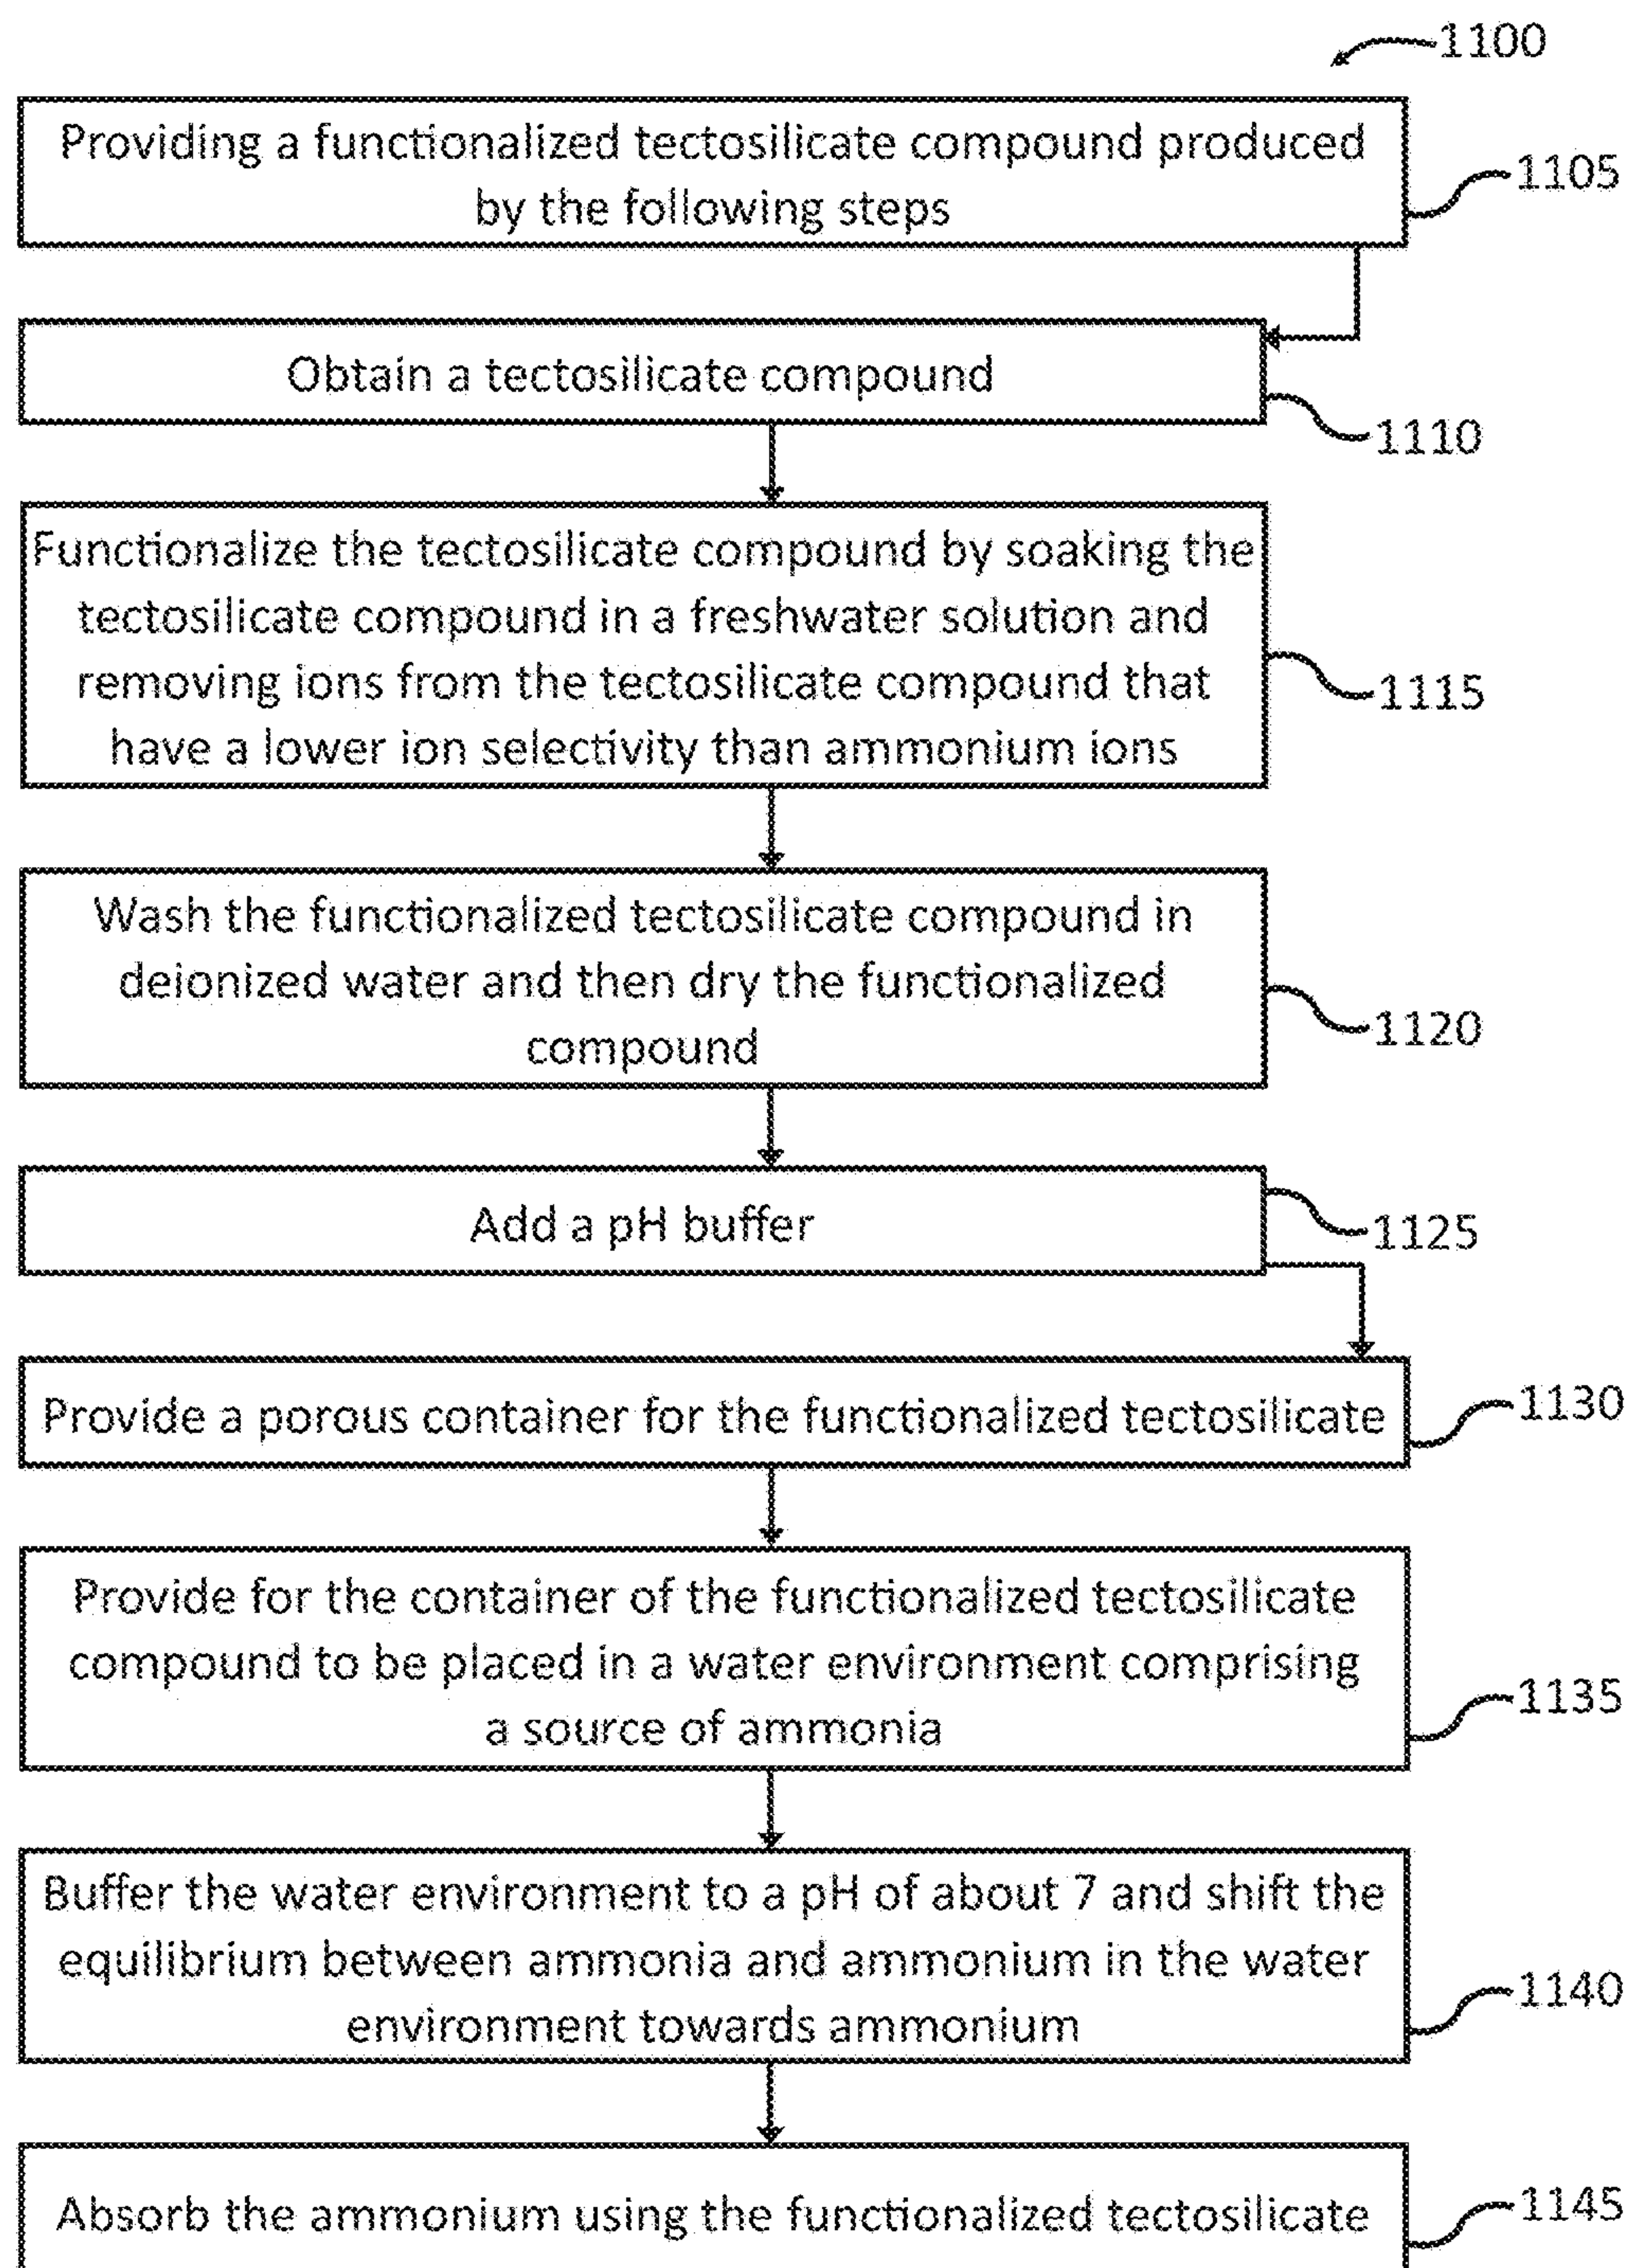 1100
Providing a functionalized tectosilicate compound produced
by the following steps
1105
Obtain a tectosilicate compound
1110
Functionalize the tectosilicate compound by soaking the
tectosilicate compound in a freshwater solution and
removing ions from the tectosilicate compound that
have a lower ion selectivity than ammonium ions
1115
Wash the functionalized tectosilicate compound in
deionized water and then dry the functionalized
compound
1120
Add a pH buffer
1125
Provide a porous container for the functionalized tectosilicate
1130
Provide for the container of the functionalized tectosilicate
compound to be placed in a water environment comprising
a source of ammonia
1135
Buffer the water environment to a pH of about 7 and shift the
equilibrium between ammonia and ammonium in the water
environment towards ammonium
1140
Absorb the ammonium using the functionalized tectosilicate
1145